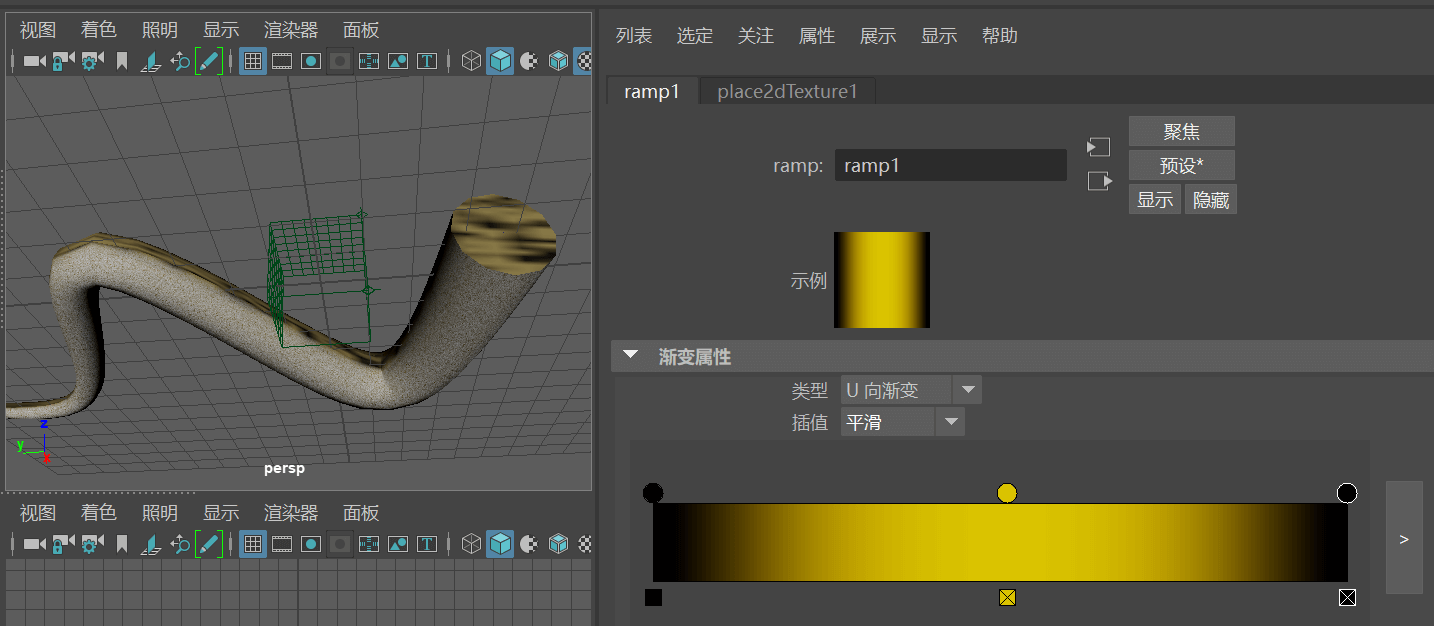 视图 着色 照明 显示 渲染器 面板
T
z
y
x
persp
视图 着色 照明 显示 渲染器 面板
T
列表 选定 关注 属性 展示 显示 帮助
ramp1 place2dTexture1
聚焦
ramp: ramp1
预设*
显示 隐藏
示例
渐变属性
类型 U 向渐变
插值 平滑
>